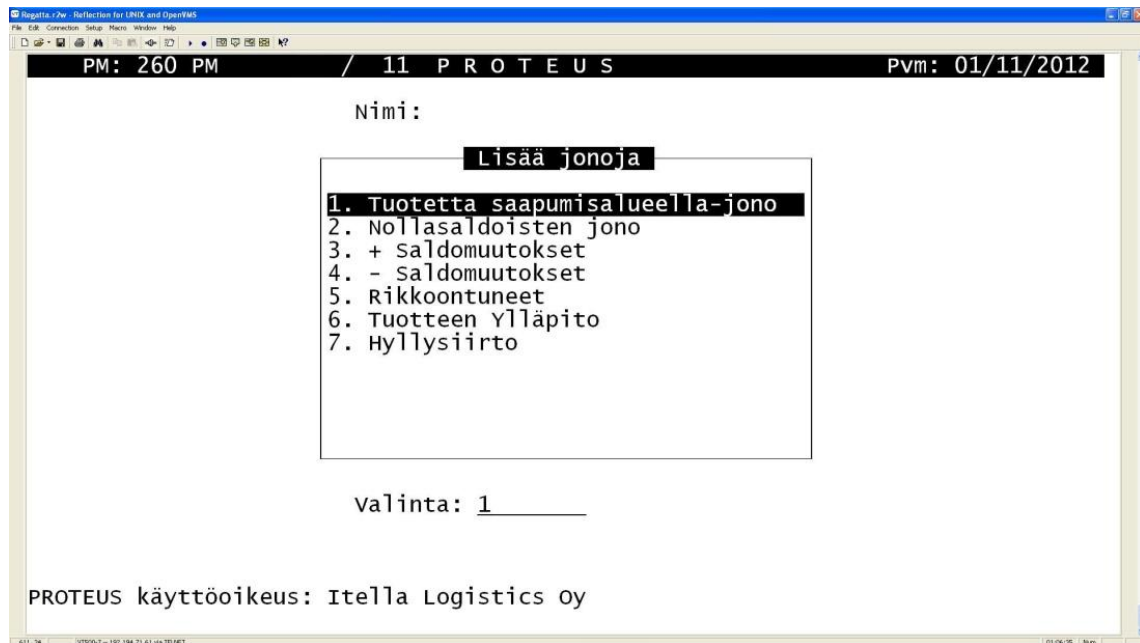 Regatta.r2w - Reflection for UNIX and OpenVMS
File Edit Connection Setup Macro Window Help
PM: 260 PM / 11 P R O T E U S Pvm: 01/11/2012
Nimi:
Lisää jonoja
1. Tuotetta saapumisalueella-jono
2. Nollasaldoisten jono
3. + Saldomuutokset
4. - Saldomuutokset
5. Rikkoontuneet
6. Tuotteen Ylläpito
7. Hyllysiirto
Valinta: 1
PROTEUS käyttöoikeus: Itella Logistics Oy